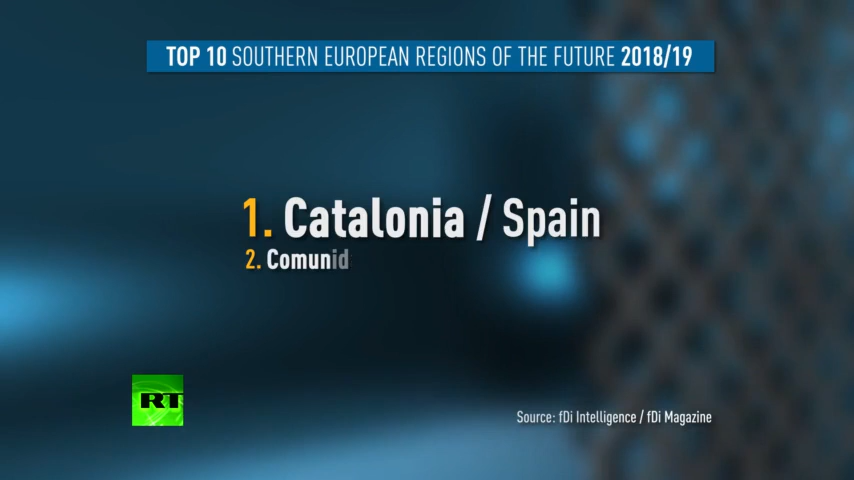 TOP 10 SOUTHERN EUROPEAN REGIONS OF THE FUTURE 2018/19
1. Catalonia / Spain
2. Comunid
RT
Source: fDi Intelligence / fDi Magazine